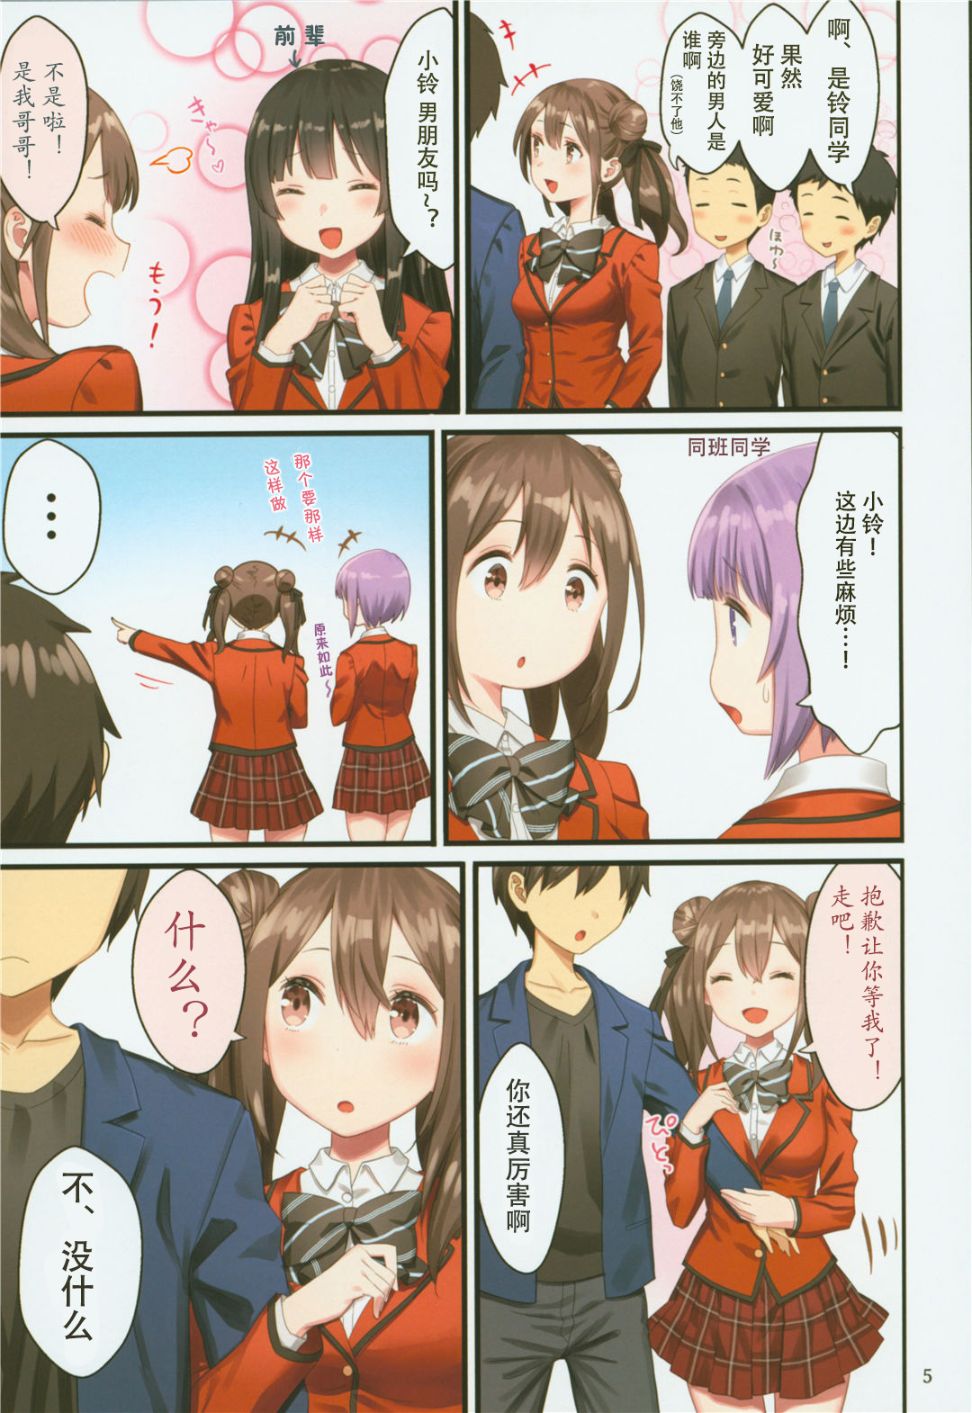 啊、是铃同学
果然
好可爱啊
旁边的男人是
谁啊
(饶不了他)
ほわ〜
小铃 男朋友吗~?
前辈
きゃ〜♡
不是啦!
是我哥哥!
もう!
同班同学
小铃!
这边有些麻烦…!
那个要那样
这样做
原来如此~
…
抱歉让你等我了!
走吧!
你还真厉害啊
ぴとっ
什么?
不、没什么
5